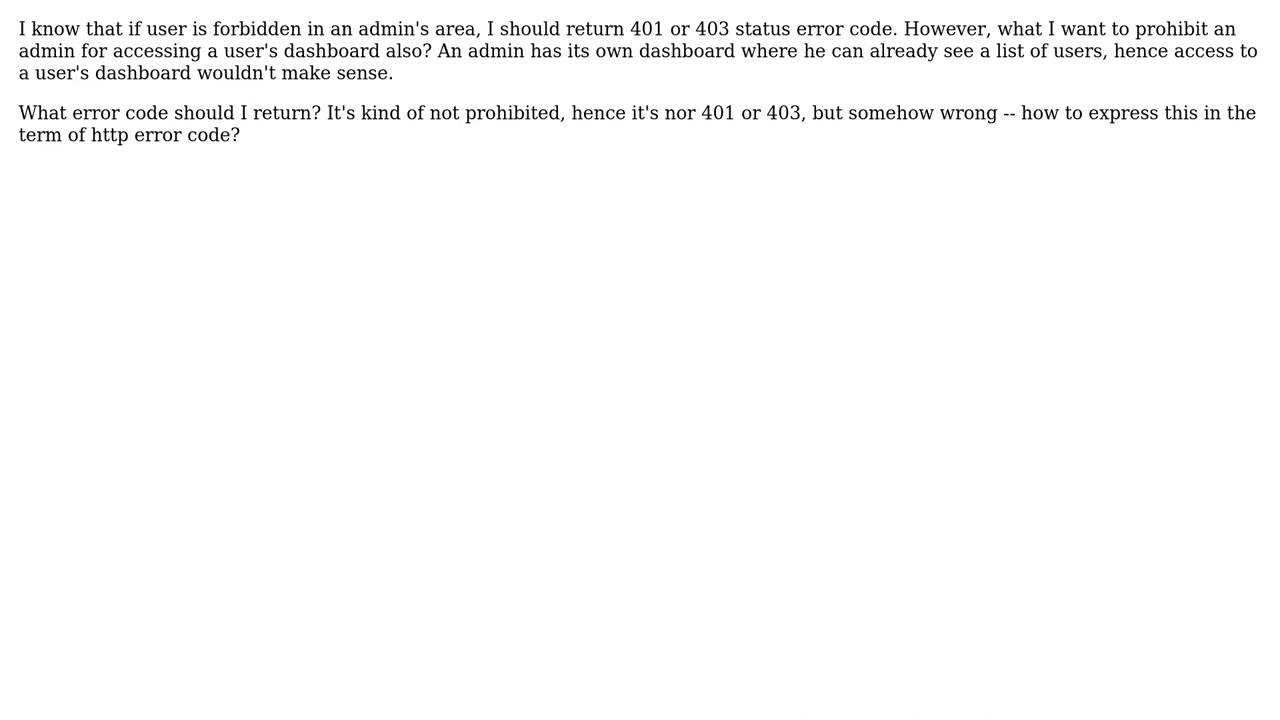 I know that if user is forbidden in an admin's area, I should return 401 or 403 status error code. However, what I want to prohibit an
admin for accessing a user's dashboard also? An admin has its own dashboard where he can already see a list of users, hence access to
a user's dashboard wouldn't make sense.
What error code should I return? It's kind of not prohibited, hence it's nor 401 or 403, but somehow wrong -- how to express this in the
term of http error code?